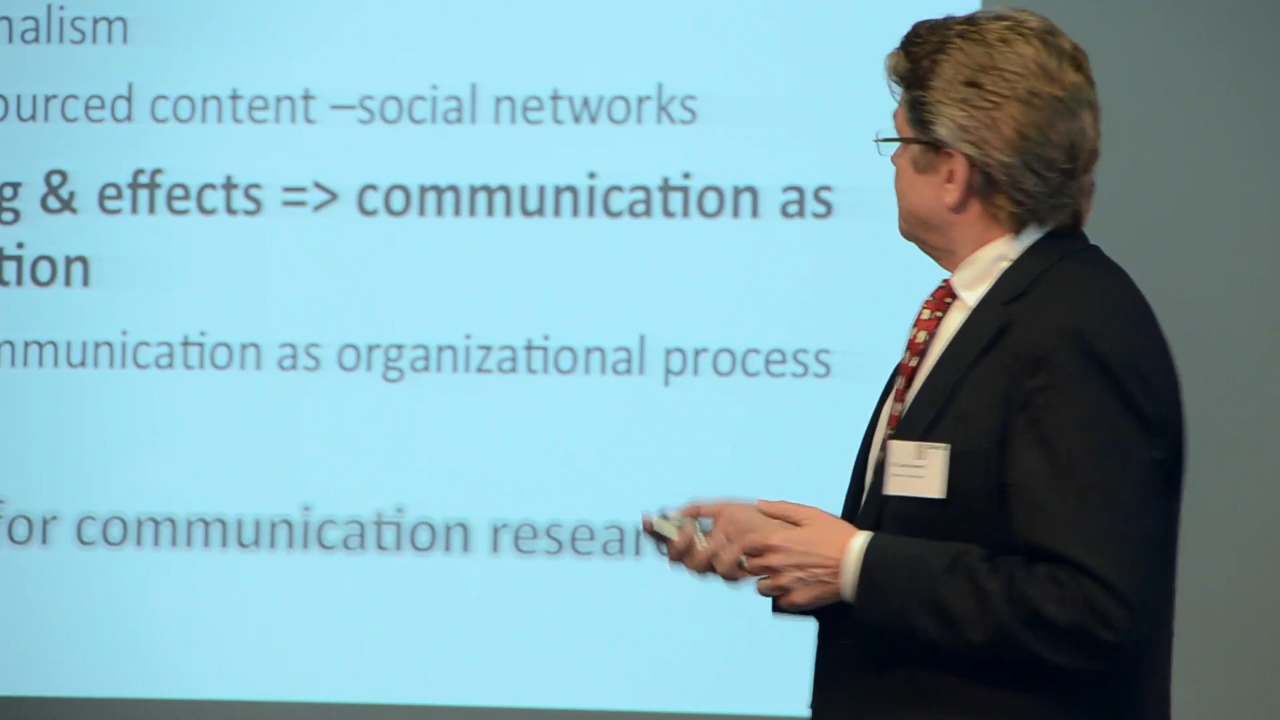 nalism
ourced content –social networks
g & effects => communication as
tion
mmunication as organizational process
for communication resear